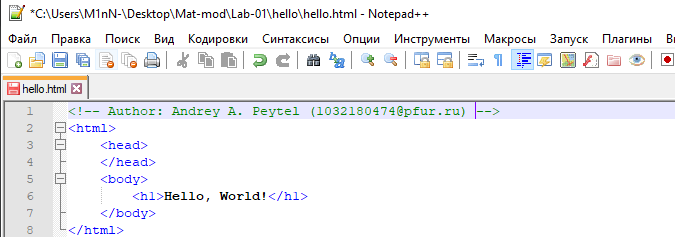 *C:\Users\M1nN-\Desktop\Mat-mod\Lab-01\hello\hello.html - Notepad++
Файл Правка Поиск Вид Кодировки Синтаксисы Опции Инструменты Макросы Запуск Плагины
hello.html
1 <!-- Author: Andrey A. Peytel (1032180474@pfur.ru) -->
2 <html>
3 <head>
4 </head>
5 <body>
6 <h1>Hello, World!</h1>
7 </body>
8 </html>